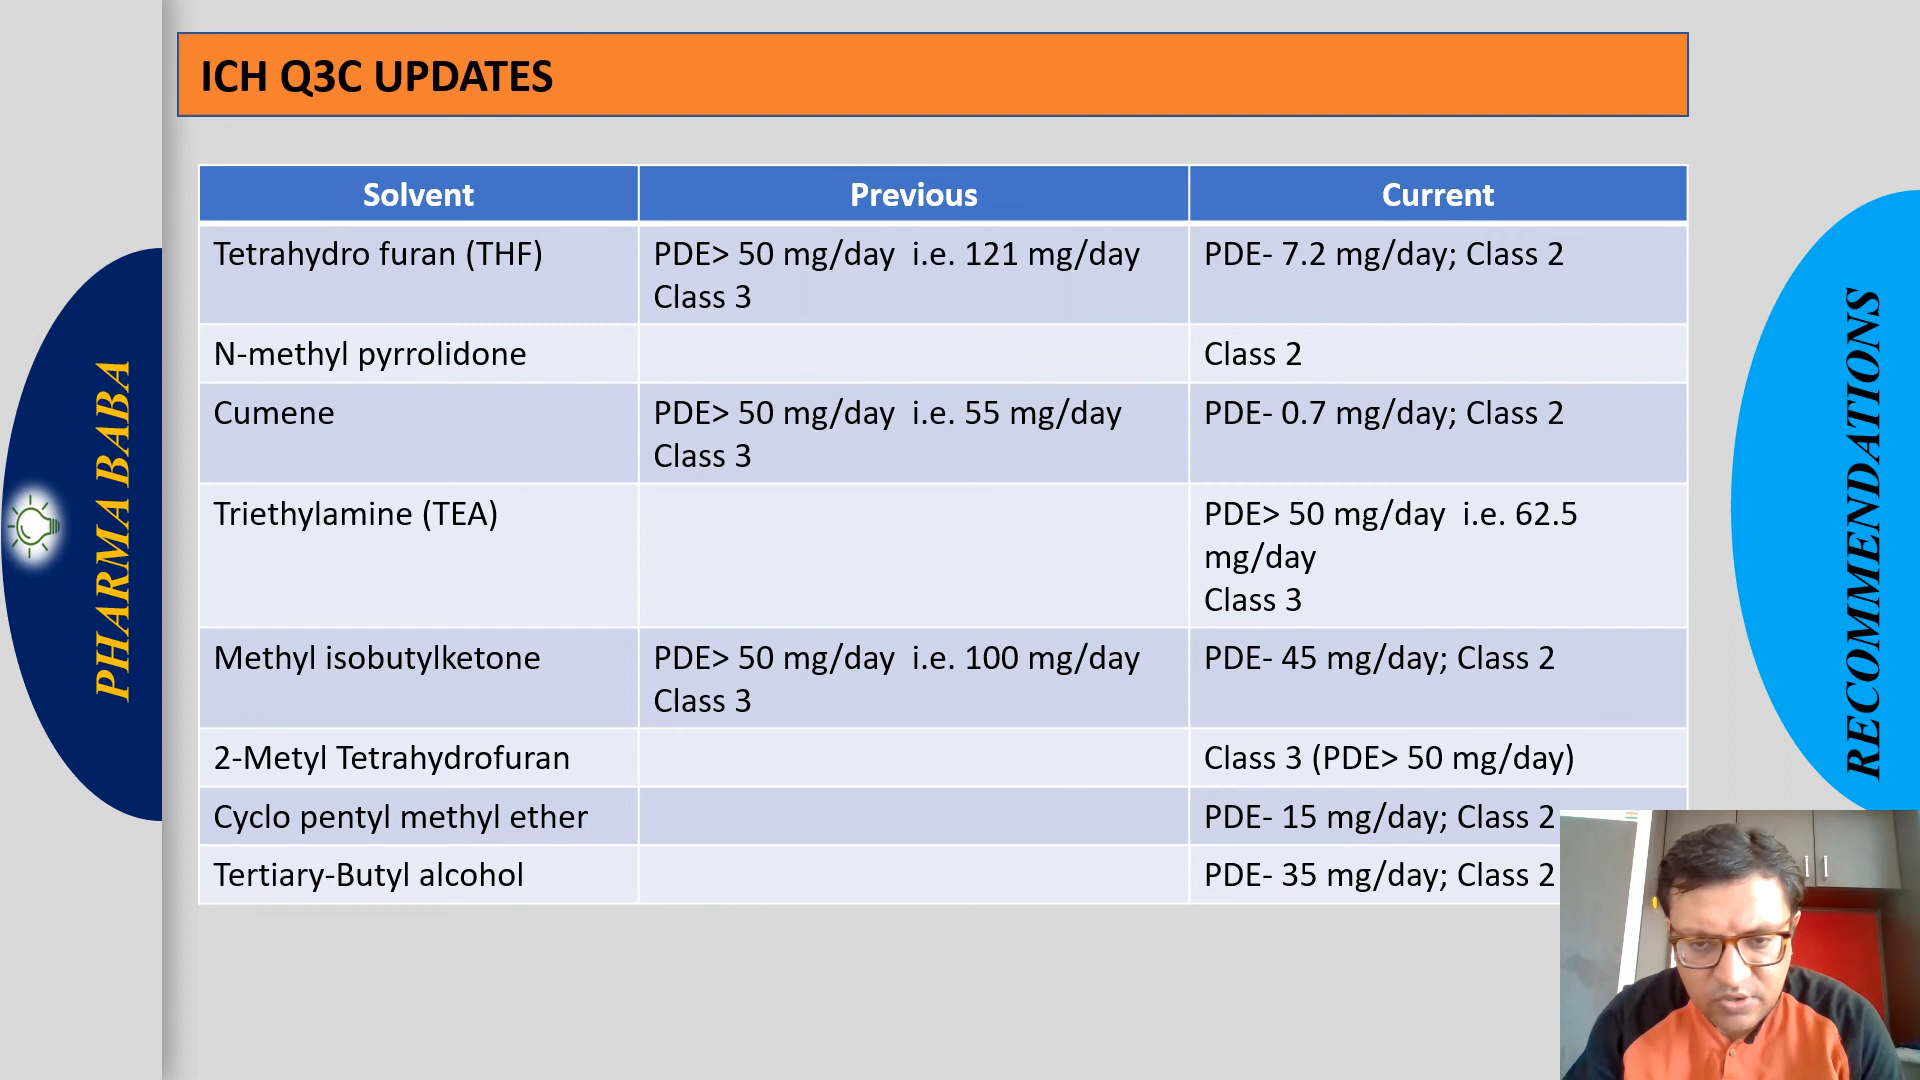 ICH Q3C UPDATES
Solvent Previous Current
Tetrahydro furan (THF) PDE> 50 mg/day i.e. 121 mg/day PDE- 7.2 mg/day; Class 2
Class 3
N-methyl pyrrolidone Class 2
Cumene PDE> 50 mg/day i.e. 55 mg/day PDE- 0.7 mg/day; Class 2
Class 3
Triethylamine (TEA) PDE> 50 mg/day i.e. 62.5
mg/day
Class 3
Methyl isobutylketone PDE> 50 mg/day i.e. 100 mg/day PDE- 45 mg/day; Class 2
Class 3
2-Metyl Tetrahydrofuran Class 3 (PDE> 50 mg/day)
Cyclo pentyl methyl ether PDE- 15 mg/day; Class 2
Tertiary-Butyl alcohol PDE- 35 mg/day; Class 2
PHARMA BABA
RECOMMENDATIONS